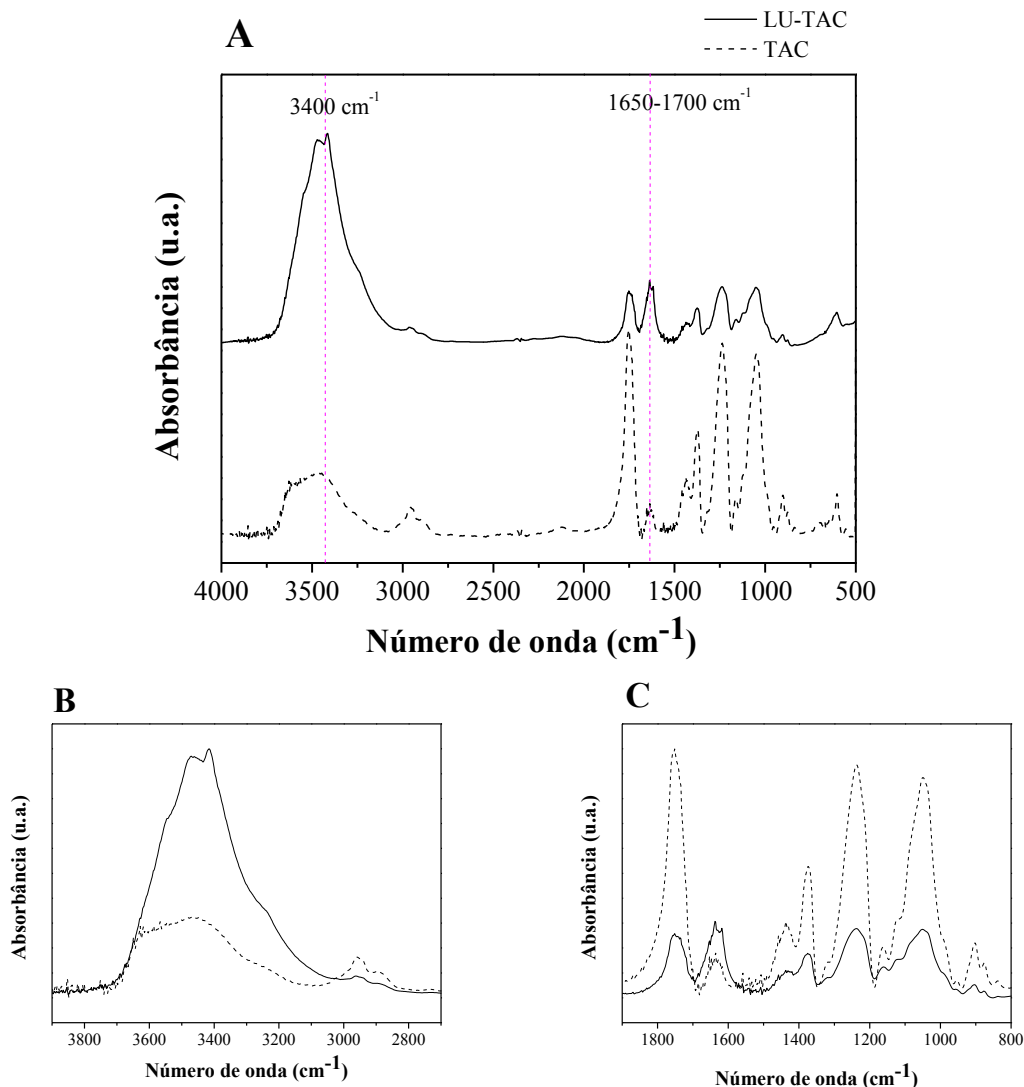 A
LU-TAC
TAC
3400 cm⁻¹
1650-1700 cm⁻¹
Absorbância (u.a.)
4000 3500 3000 2500 2000 1500 1000 500
Número de onda (cm⁻¹)
B
Absorbância (u.a.)
3800 3600 3400 3200 3000 2800
Número de onda (cm⁻¹)
C
Absorbância (u.a.)
1800 1600 1400 1200 1000 800
Número de onda (cm⁻¹)